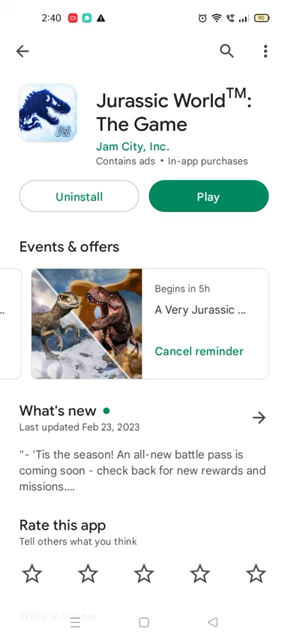 2:40
90
Jurassic World™:
The Game
Jam City, Inc.
Contains ads • In-app purchases
Uninstall
Play
Events & offers
..
Begins in 5h
A Very Jurassic ...
Cancel reminder
What's new
Last updated Feb 23, 2023
"- 'Tis the season! An all-new battle pass is
coming soon - check back for new rewards and
missions....
Rate this app
Tell others what you think
Write a review